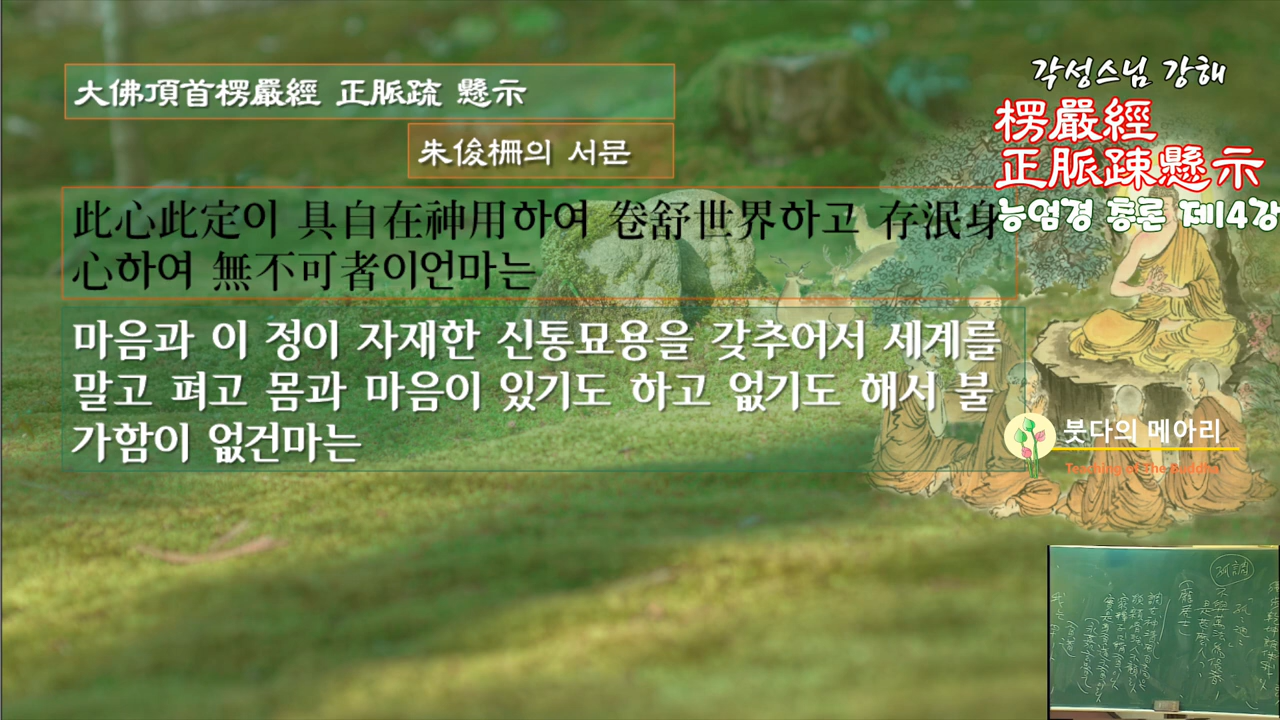 大佛頂首楞嚴經 正脈疏 懸示
朱俊柵의 서문
此心此定이 具自在神用하여 卷舒世界하고 存泯身
心하여 無不可者이언마는
마음과 이 정이 자재한 신통묘용을 갖추어서 세계를
말고 펴고 몸과 마음이 있기도 하고 없기도 해서 불
가함이 없건마는
각성스님 강해
楞嚴經
正脈疎懸示
능엄경 총론 제14강
붓다의 메아리
Teaching of The Buddha